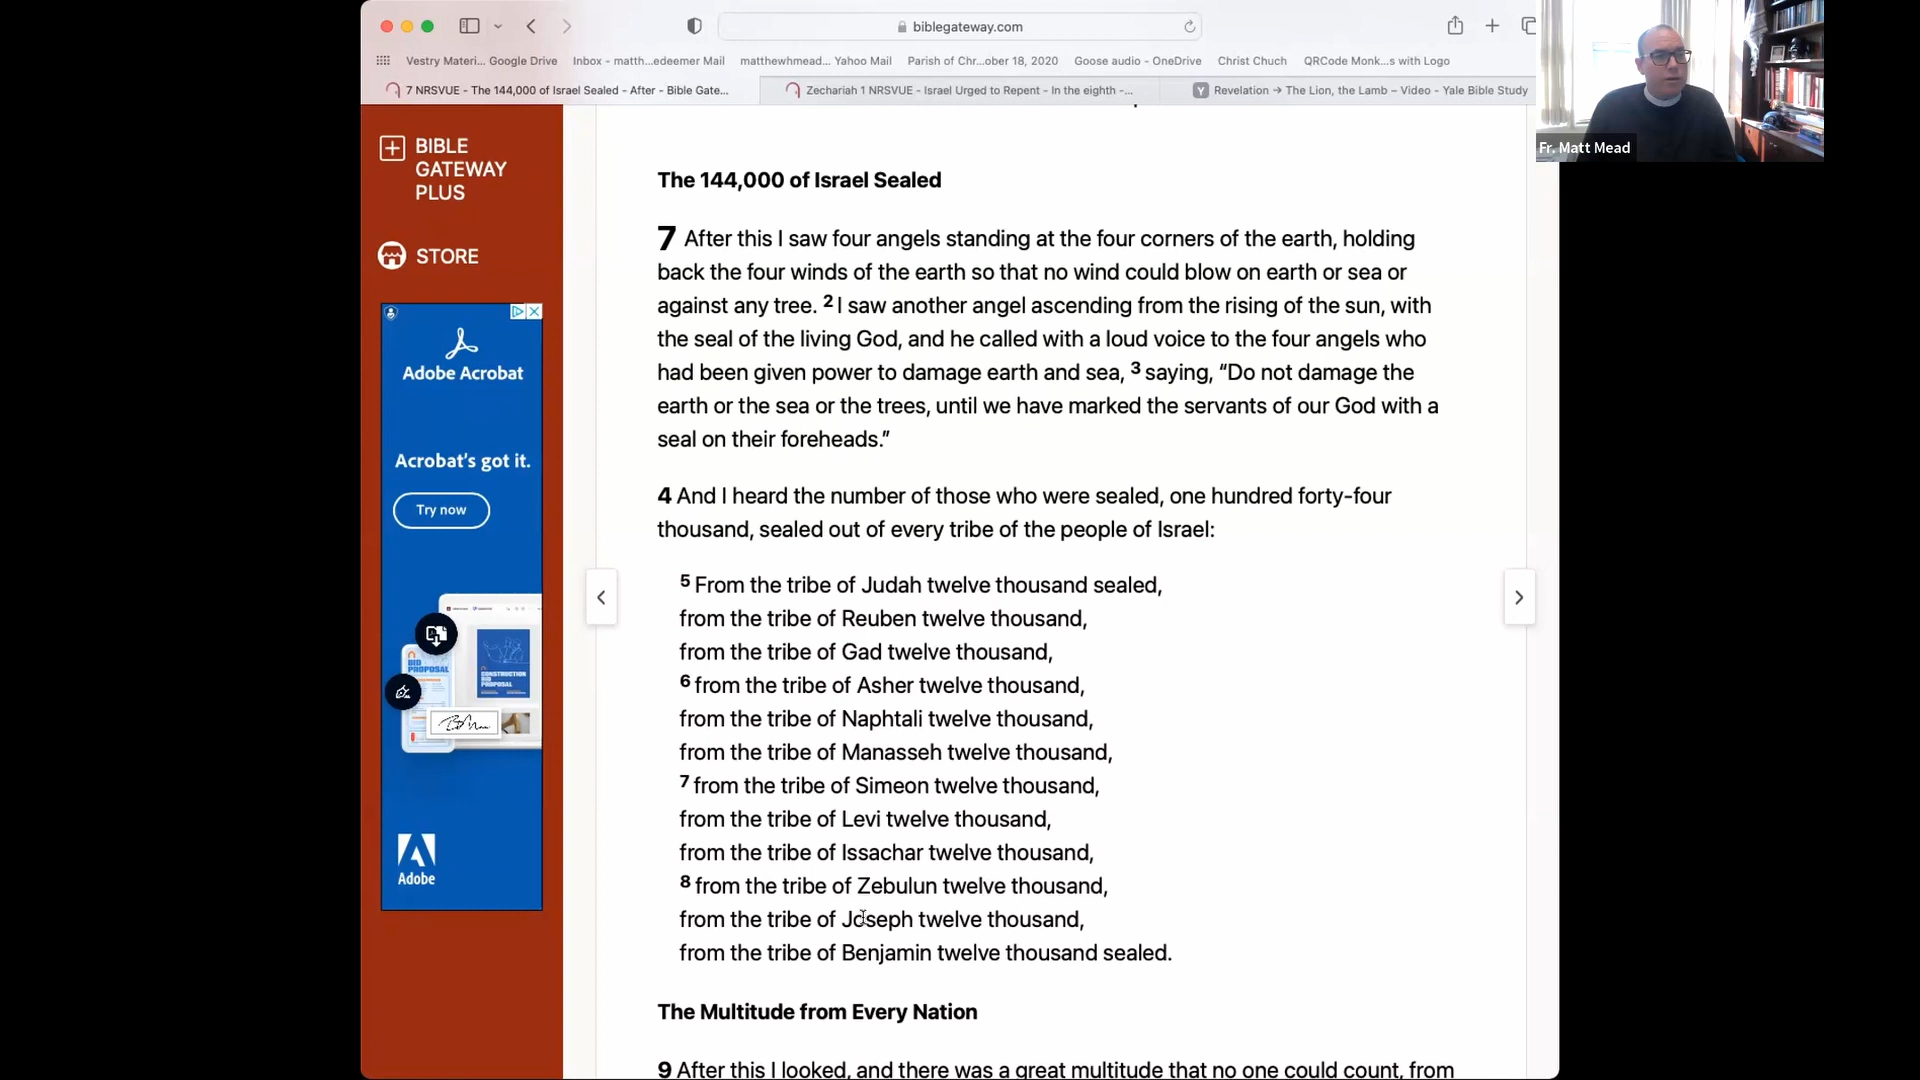 biblegateway.com
Vestry Materi... Google Drive
Inbox - matth...edeemer Mail
matthewhmead... Yahoo Mail
Parish of Chr...ober 18, 2020
Goose audio - OneDrive
Christ Chuch
QRCode Monk...s with Logo
7 NRSVUE - The 144,000 of Israel Sealed - After - Bible Gate...
Zechariah 1 NRSVUE - Israel Urged to Repent - In the eighth -...
Y
Revelation → The Lion, the Lamb – Video - Yale Bible Study
Fr. Matt Mead
BIBLE
GATEWAY
PLUS
STORE
Adobe Acrobat
Acrobat's got it.
Try now
BID
PROPOSAL
CONSTRUCTION
BID
PROPOSAL
Adobe
The 144,000 of Israel Sealed
7 After this I saw four angels standing at the four corners of the earth, holding
back the four winds of the earth so that no wind could blow on earth or sea or
against any tree. 2 I saw another angel ascending from the rising of the sun, with
the seal of the living God, and he called with a loud voice to the four angels who
had been given power to damage earth and sea, 3 saying, “Do not damage the
earth or the sea or the trees, until we have marked the servants of our God with a
seal on their foreheads.”
4 And I heard the number of those who were sealed, one hundred forty-four
thousand, sealed out of every tribe of the people of Israel:
5 From the tribe of Judah twelve thousand sealed,
from the tribe of Reuben twelve thousand,
from the tribe of Gad twelve thousand,
6 from the tribe of Asher twelve thousand,
from the tribe of Naphtali twelve thousand,
from the tribe of Manasseh twelve thousand,
7 from the tribe of Simeon twelve thousand,
from the tribe of Levi twelve thousand,
from the tribe of Issachar twelve thousand,
8 from the tribe of Zebulun twelve thousand,
from the tribe of Joseph twelve thousand,
from the tribe of Benjamin twelve thousand sealed.
The Multitude from Every Nation
9 After this I looked, and there was a great multitude that no one could count, from